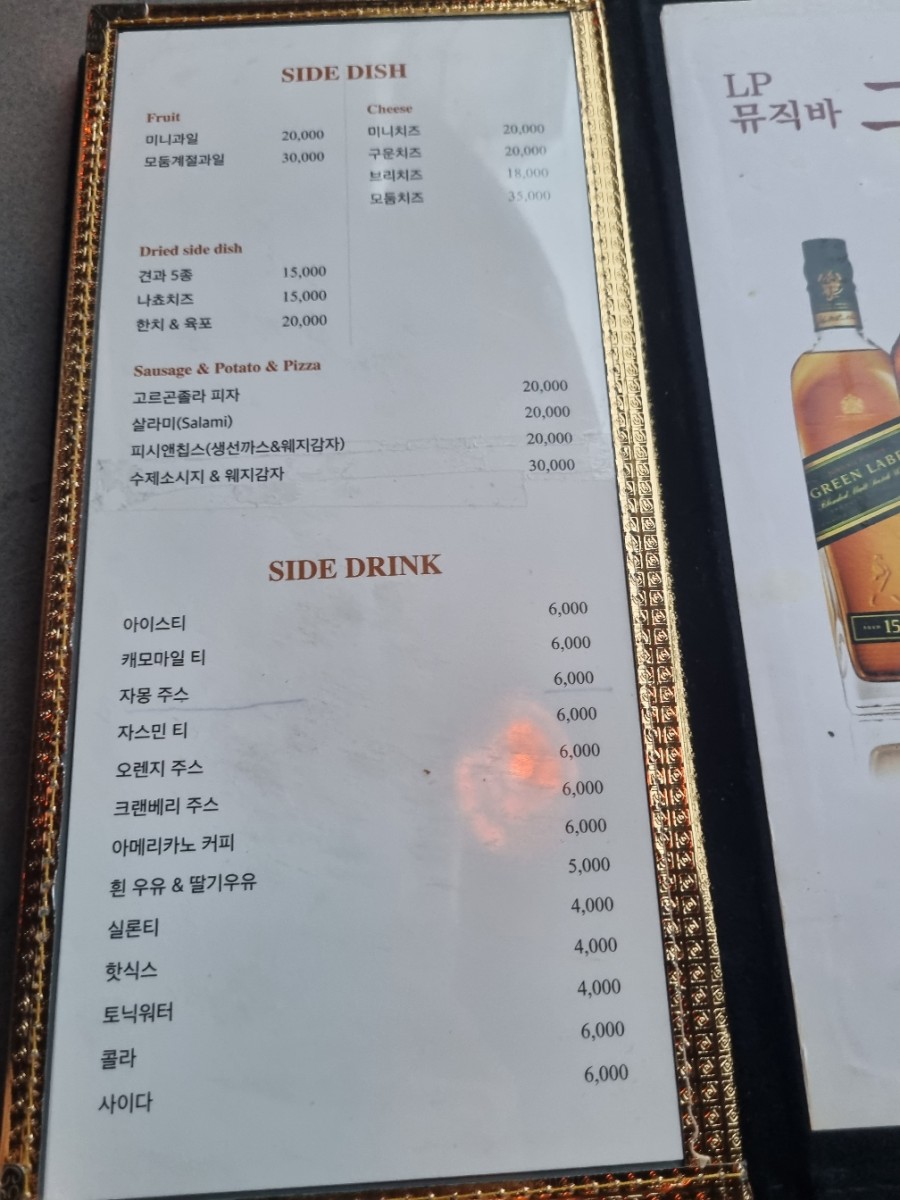 SIDE DISH
Fruit
미니과일 20,000
모둠계절과일 30,000
Cheese
미니치즈 20,000
구운치즈 20,000
브리치즈 18,000
모듬치즈 35,000
Dried side dish
견과 5종 15,000
나쵸치즈 15,000
한치 & 육포 20,000
Sausage & Potato & Pizza
고르곤졸라 피자 20,000
살라미(Salami) 20,000
피시앤칩스(생선까스&웨지감자) 20,000
수제소시지 & 웨지감자 30,000
SIDE DRINK
아이스티 6,000
캐모마일 티 6,000
자몽 주스 6,000
자스민 티 6,000
오렌지 주스 6,000
크랜베리 주스 6,000
아메리카노 커피 6,000
흰 우유 & 딸기우유 5,000
실론티 4,000
핫식스 4,000
토닉워터 4,000
콜라 6,000
사이다 6,000
LP
뮤직바
GREEN LABE
15